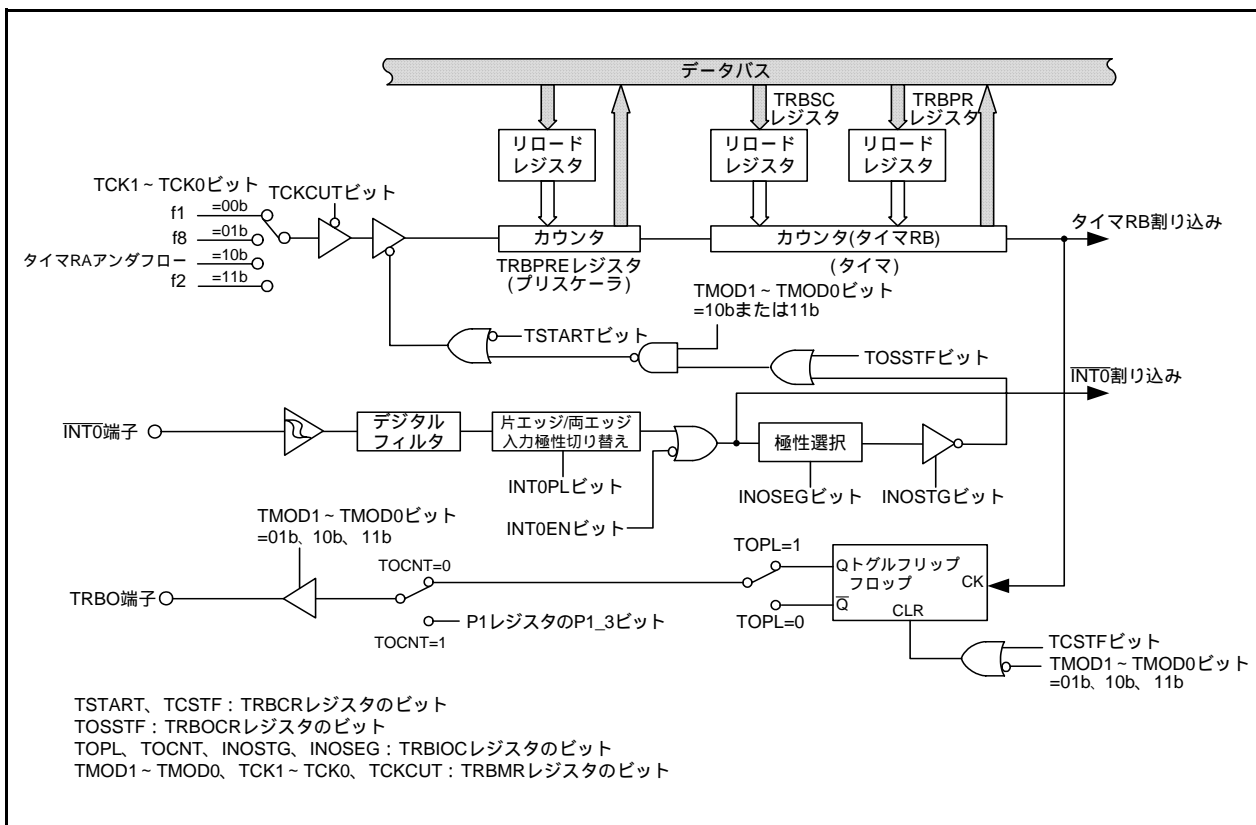 データバス
TRBSC
レジスタ
TRBPR
レジスタ
リロード
レジスタ
リロード
レジスタ
リロード
レジスタ
TCK1~TCK0ビット
TCKCUTビット
f1
=00b
f8
=01b
タイマRAアンダフロー
=10b
f2
=11b
カウンタ
カウンタ(タイマRB)
タイマRB割り込み
TRBPREレジスタ
(プリスケーラ)
(タイマ)
TMOD1~TMOD0ビット
=10bまたは11b
TSTARTビット
TOSSTFビット
INT0割り込み
INT0端子
デジタル
フィルタ
片エッジ/両エッジ
入力極性切り替え
極性選択
INT0PLビット
INOSEGビット
INOSTGビット
INT0ENビット
TMOD1~TMOD0ビット
=01b、10b、11b
TOCNT=0
TOPL=1
Qトグルフリップ
フロップ
CK
TRBO端子
Q
P1レジスタのP1_3ビット
TOPL=0
CLR
TOCNT=1
TCSTFビット
TMOD1~TMOD0ビット
=01b、10b、11b
TSTART、TCSTF:TRBCRレジスタのビット
TOSSTF:TRBOCRレジスタのビット
TOPL、TOCNT、INOSTG、INOSEG:TRBIOCレジスタのビット
TMOD1~TMOD0、TCK1~TCK0、TCKCUT:TRBMRレジスタのビット